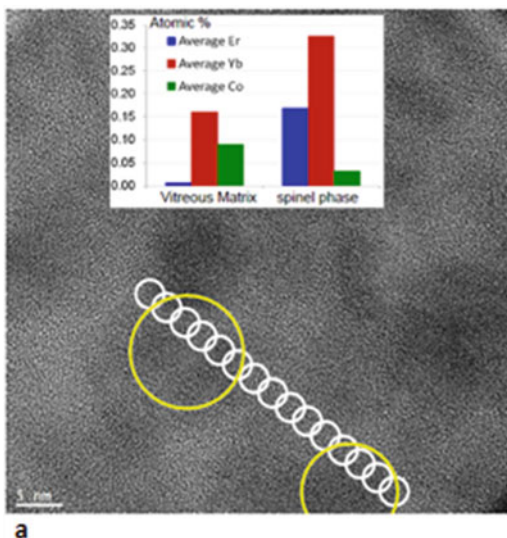 Atomic %
0.35
0.30
0.25
0.20
0.15
0.10
0.05
0.00
Average Er
Average Yb
Average Co
Vitreous Matrix
spinel phase
5 nm
a